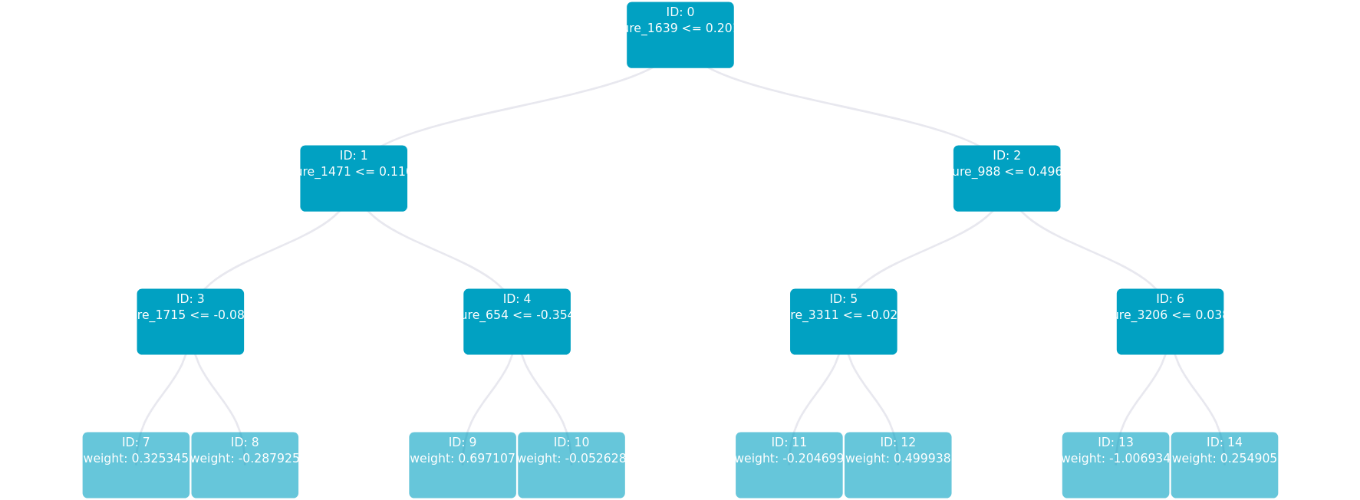 ID: 0
ure_1639 <= 0.20
ID: 1
ure_1471 <= 0.11
ID: 2
ure_988 <= 0.496
ID: 3
re_1715 <= -0.08
ID: 4
ure_654 <= -0.354
ID: 5
re_3311 <= -0.02
ID: 6
ure_3206 <= 0.03
ID: 7
weight: 0.325345
ID: 8
weight: -0.287925
ID: 9
weight: 0.697107
ID: 10
weight: -0.052628
ID: 11
weight: -0.204699
ID: 12
weight: 0.499938
ID: 13
weight: -1.006934
ID: 14
weight: 0.254905